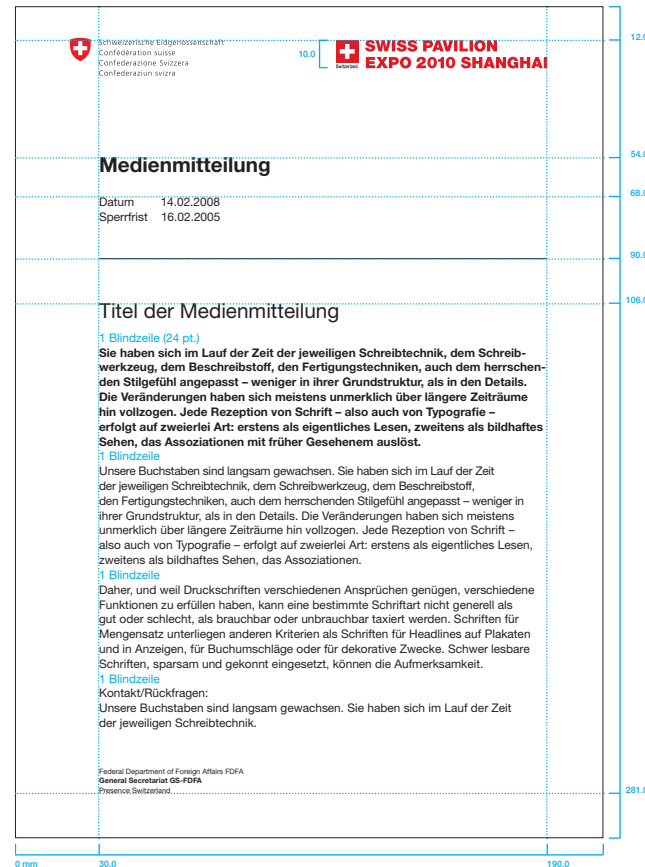 Schweizerische Eidgenossenschaft
Confédération suisse
Confederazione Svizzera
Confederaziun svizra
10.0
Switzerland.
SWISS PAVILION
EXPO 2010 SHANGHAI
12.0
54.0
Medienmitteilung
68.0
Datum 14.02.2008
Sperrfrist 16.02.2005
90.0
106.0
Titel der Medienmitteilung
1 Blindzeile (24 pt.)
Sie haben sich im Lauf der Zeit der jeweiligen Schreibtechnik, dem Schreib-
werkzeug, dem Beschreibstoff, den Fertigungstechniken, auch dem herrschen-
den Stilgefühl angepasst – weniger in ihrer Grundstruktur, als in den Details.
Die Veränderungen haben sich meistens unmerklich über längere Zeiträume
hin vollzogen. Jede Rezeption von Schrift – also auch von Typografie –
erfolgt auf zweierlei Art: erstens als eigentliches Lesen, zweitens als bildhaftes
Sehen, das Assoziationen mit früher Gesehenem auslöst.
1 Blindzeile
Unsere Buchstaben sind langsam gewachsen. Sie haben sich im Lauf der Zeit
der jeweiligen Schreibtechnik, dem Schreibwerkzeug, dem Beschreibstoff,
den Fertigungstechniken, auch dem herrschenden Stilgefühl angepasst – weniger in
ihrer Grundstruktur, als in den Details. Die Veränderungen haben sich meistens
unmerklich über längere Zeiträume hin vollzogen. Jede Rezeption von Schrift –
also auch von Typografie – erfolgt auf zweierlei Art: erstens als eigentliches Lesen,
zweitens als bildhaftes Sehen, das Assoziationen.
1 Blindzeile
Daher, und weil Druckschriften verschiedenen Ansprüchen genügen, verschiedene
Funktionen zu erfüllen haben, kann eine bestimmte Schriftart nicht generell als
gut oder schlecht, als brauchbar oder unbrauchbar taxiert werden. Schriften für
Mengensatz unterliegen anderen Kriterien als Schriften für Headlines auf Plakaten
und in Anzeigen, für Buchumschläge oder für dekorative Zwecke. Schwer lesbare
Schriften, sparsam und gekonnt eingesetzt, können die Aufmerksamkeit.
1 Blindzeile
Kontakt/Rückfragen:
Unsere Buchstaben sind langsam gewachsen. Sie haben sich im Lauf der Zeit
der jeweiligen Schreibtechnik.
Federal Department of Foreign Affairs FDFA
General Secretariat GS-FDFA
Presence Switzerland
281.0
0 mm 30.0 190.0